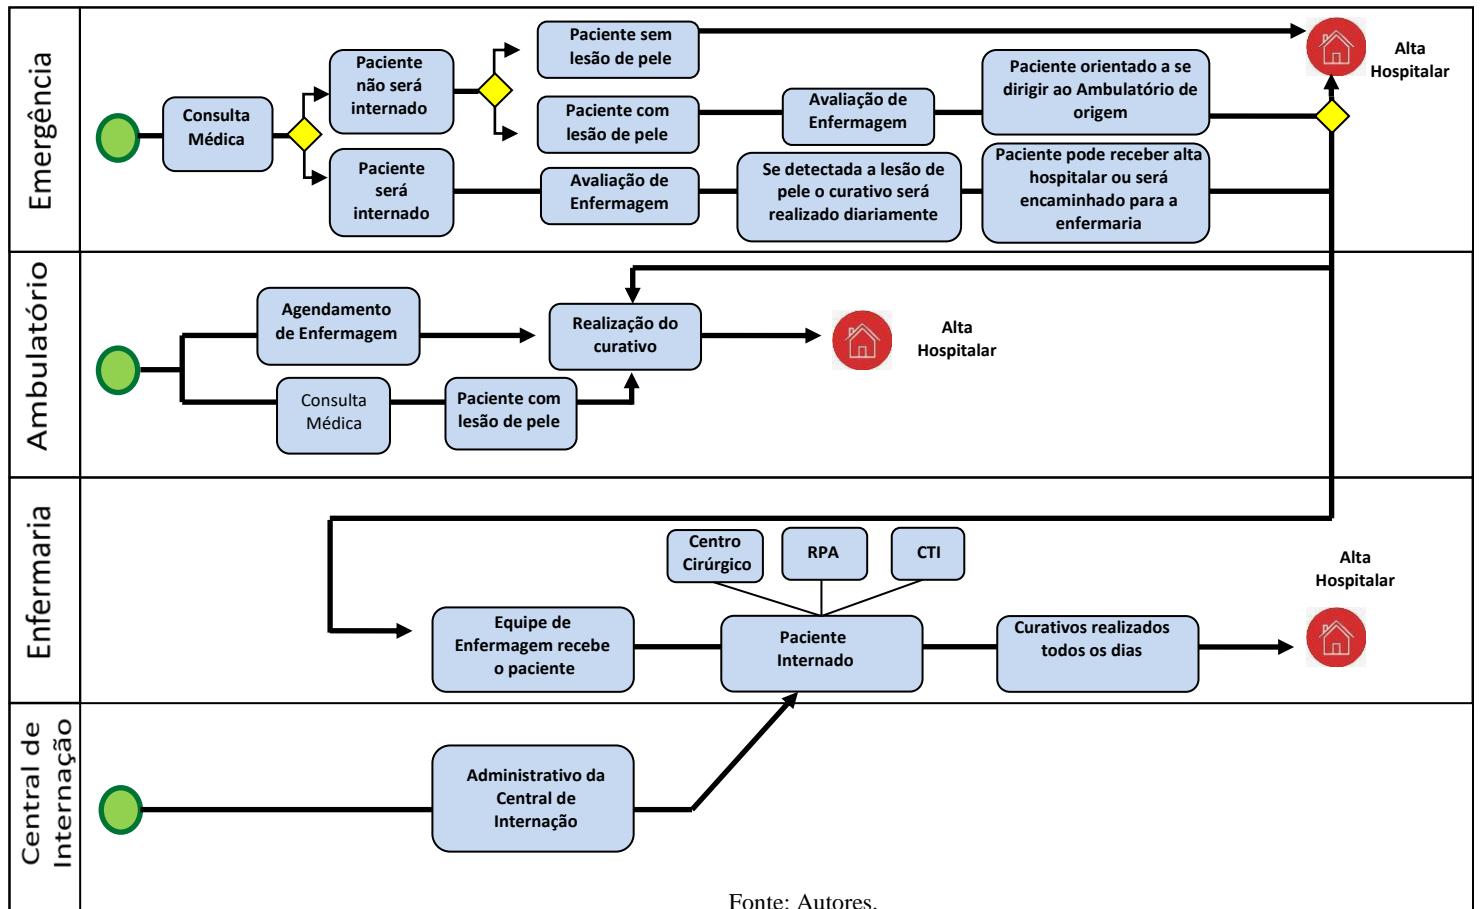 Emergência
Consulta
Médica
Paciente
não será
internado
Paciente
será
internado
Paciente sem
lesão de pele
Paciente com
lesão de pele
Avaliação de
Enfermagem
Paciente orientado a se
dirigir ao Ambulatório de
origem
Alta
Hospitalar
Avaliação de
Enfermagem
Se detectada a lesão de
pele o curativo será
realizado diariamente
Paciente pode receber alta
hospitalar ou será
encaminhado para a
enfermaria
Ambulatório
Agendamento
de Enfermagem
Consulta
Médica
Paciente com
lesão de pele
Realização do
curativo
Alta
Hospitalar
Enfermaria
Equipe de
Enfermagem recebe
o paciente
Centro
Cirúrgico
RPA
CTI
Paciente
Internado
Curativos realizados
todos os dias
Alta
Hospitalar
Central de
Internação
Administrativo da
Central de
Internação
Fonte: Autores.